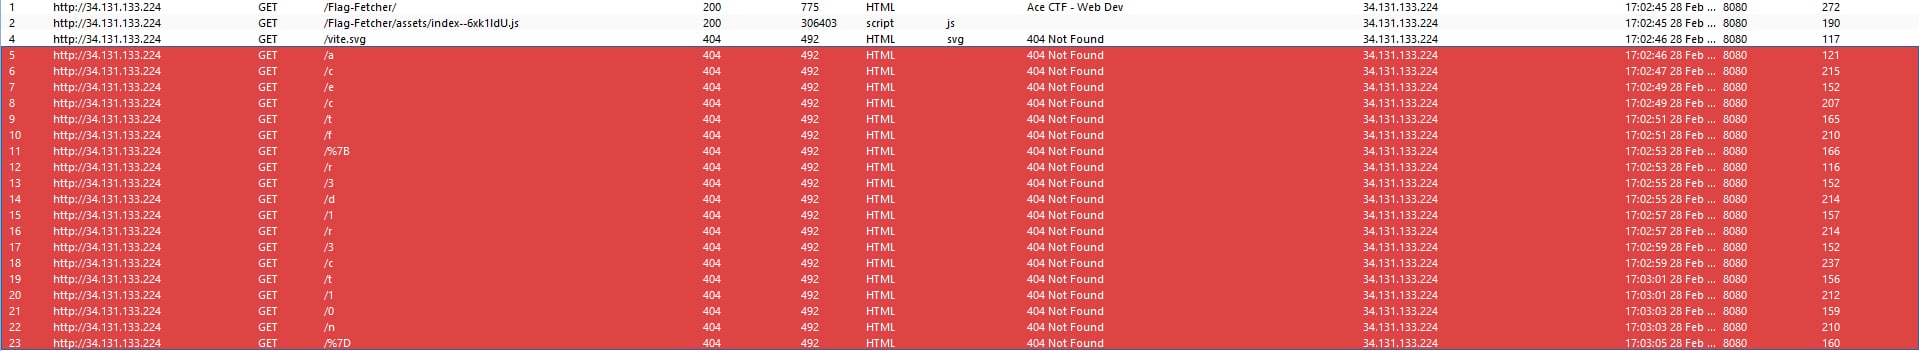 1 http://34.131.133.224 GET /Flag-Fetcher/ 200 775 HTML Ace CTF - Web Dev 34.131.133.224 17:02:45 28 Feb ... 8080 272
2 http://34.131.133.224 GET /Flag-Fetcher/assets/index--6xk1IdU.js 200 306403 script js 34.131.133.224 17:02:45 28 Feb ... 8080 190
4 http://34.131.133.224 GET /vite.svg 404 492 HTML svg 404 Not Found 34.131.133.224 17:02:46 28 Feb ... 8080 117
5 http://34.131.133.224 GET /a 404 492 HTML 404 Not Found 34.131.133.224 17:02:46 28 Feb ... 8080 121
6 http://34.131.133.224 GET /c 404 492 HTML 404 Not Found 34.131.133.224 17:02:47 28 Feb ... 8080 215
7 http://34.131.133.224 GET /e 404 492 HTML 404 Not Found 34.131.133.224 17:02:49 28 Feb ... 8080 152
8 http://34.131.133.224 GET /c 404 492 HTML 404 Not Found 34.131.133.224 17:02:49 28 Feb ... 8080 207
9 http://34.131.133.224 GET /t 404 492 HTML 404 Not Found 34.131.133.224 17:02:51 28 Feb ... 8080 165
10 http://34.131.133.224 GET /f 404 492 HTML 404 Not Found 34.131.133.224 17:02:51 28 Feb ... 8080 210
11 http://34.131.133.224 GET /%7B 404 492 HTML 404 Not Found 34.131.133.224 17:02:53 28 Feb ... 8080 166
12 http://34.131.133.224 GET /r 404 492 HTML 404 Not Found 34.131.133.224 17:02:53 28 Feb ... 8080 116
13 http://34.131.133.224 GET /3 404 492 HTML 404 Not Found 34.131.133.224 17:02:55 28 Feb ... 8080 152
14 http://34.131.133.224 GET /d 404 492 HTML 404 Not Found 34.131.133.224 17:02:55 28 Feb ... 8080 214
15 http://34.131.133.224 GET /1 404 492 HTML 404 Not Found 34.131.133.224 17:02:57 28 Feb ... 8080 157
16 http://34.131.133.224 GET /r 404 492 HTML 404 Not Found 34.131.133.224 17:02:57 28 Feb ... 8080 214
17 http://34.131.133.224 GET /3 404 492 HTML 404 Not Found 34.131.133.224 17:02:59 28 Feb ... 8080 152
18 http://34.131.133.224 GET /c 404 492 HTML 404 Not Found 34.131.133.224 17:02:59 28 Feb ... 8080 237
19 http://34.131.133.224 GET /t 404 492 HTML 404 Not Found 34.131.133.224 17:03:01 28 Feb ... 8080 156
20 http://34.131.133.224 GET /1 404 492 HTML 404 Not Found 34.131.133.224 17:03:01 28 Feb ... 8080 212
21 http://34.131.133.224 GET /0 404 492 HTML 404 Not Found 34.131.133.224 17:03:03 28 Feb ... 8080 159
22 http://34.131.133.224 GET /n 404 492 HTML 404 Not Found 34.131.133.224 17:03:03 28 Feb ... 8080 210
23 http://34.131.133.224 GET /%7D 404 492 HTML 404 Not Found 34.131.133.224 17:03:05 28 Feb ... 8080 160